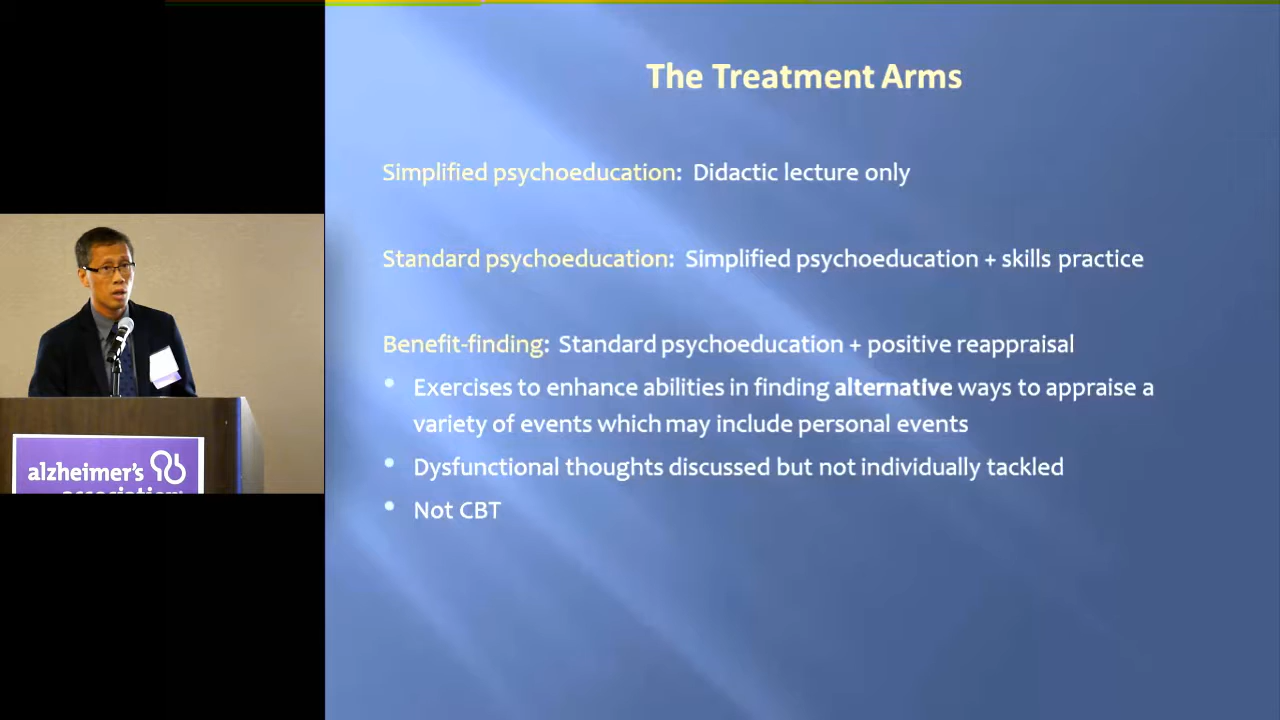 The Treatment Arms
Simplified psychoeducation: Didactic lecture only
Standard psychoeducation: Simplified psychoeducation + skills practice
Benefit-finding: Standard psychoeducation + positive reappraisal
• Exercises to enhance abilities in finding alternative ways to appraise a
variety of events which may include personal events
• Dysfunctional thoughts discussed but not individually tackled
• Not CBT
alzheimer's
association